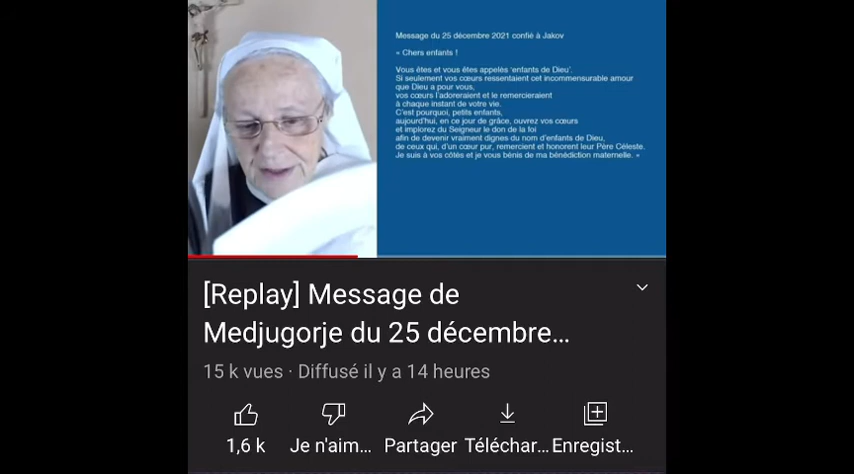 Message du 25 décembre 2021 confié à Jakov
« Chers enfants !
Vous êtes et vous êtes appelés 'enfants de Dieu'.
Si seulement vos cœurs ressentaient cet incommensurable amour
que Dieu a pour vous,
vos cœurs l'adoreraient et le remercieraient
à chaque instant de votre vie.
C'est pourquoi, petits enfants,
aujourd'hui, en ce jour de grâce, ouvrez vos cœurs
et implorez du Seigneur le don de la foi
afin de devenir vraiment dignes du nom d'enfants de Dieu,
de ceux qui, d'un cœur pur, remercient et honorent leur Père Céleste.
Je suis à vos côtés et je vous bénis de ma bénédiction maternelle. »
[Replay] Message de
Medjugorje du 25 décembre...
15 k vues · Diffusé il y a 14 heures
1,6 k Je n'aim... Partager Téléchar... Enregist...